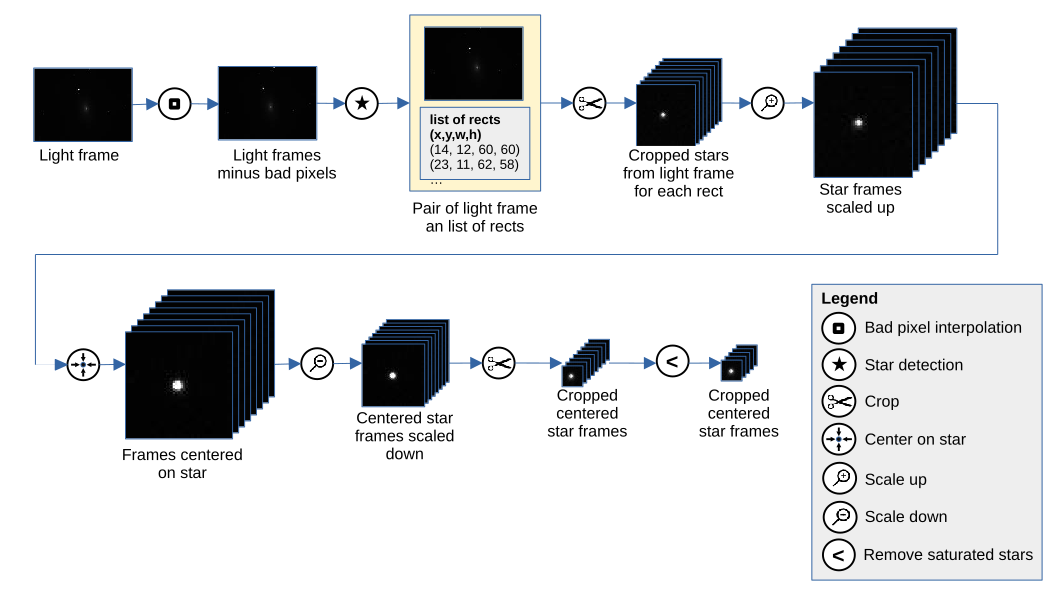 Light frame
Light frames
minus bad pixels
list of rects
(x,y,w,h)
(14, 12, 60, 60)
(23, 11, 62, 58)
...
Pair of light frame
an list of rects
Cropped stars
from light frame
for each rect
Star frames
scaled up
Frames centered
on star
Centered star
frames scaled
down
Cropped
centered
star frames
<
Cropped
centered
star frames
Legend
Bad pixel interpolation
Star detection
Crop
Center on star
Scale up
Scale down
< Remove saturated stars